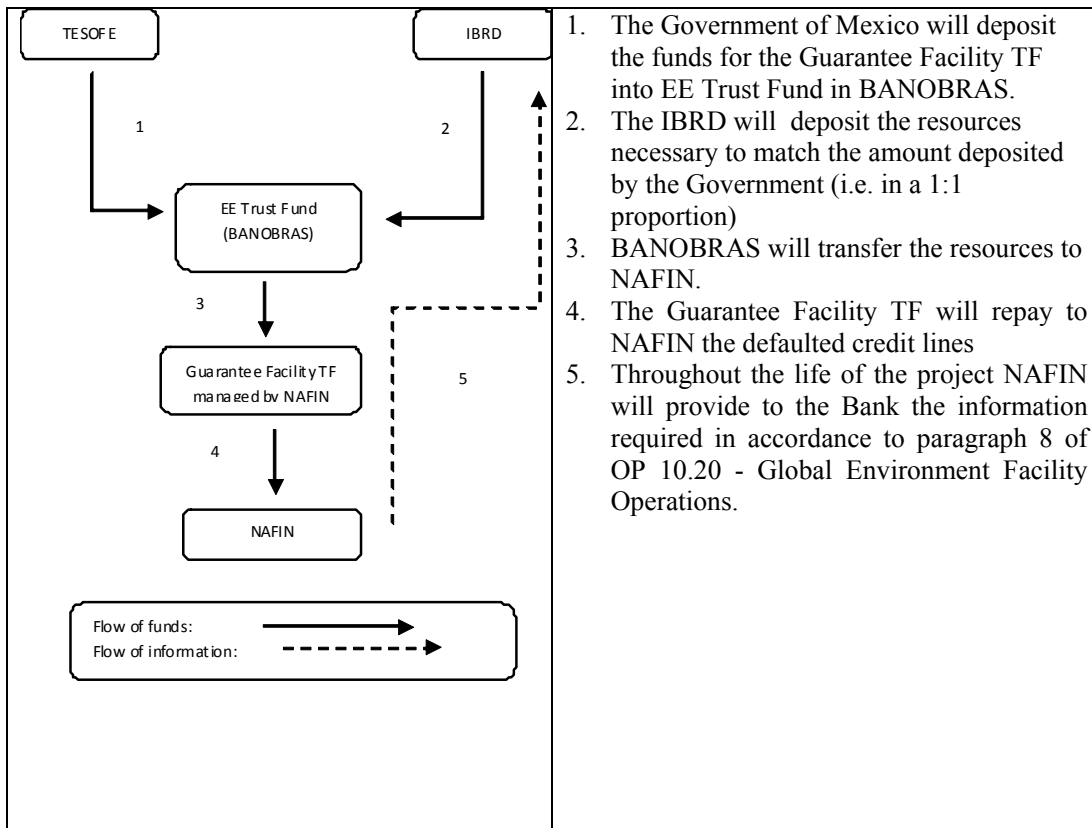 TESOFE
IBRD
1
2
EE Trust Fund
(BANOBRAS)
3
Guarantee Facility TF
managed by NAFIN
5
4
NAFIN
Flow of funds:
Flow of information:
1. The Government of Mexico will deposit
the funds for the Guarantee Facility TF
into EE Trust Fund in BANOBRAS.
2. The IBRD will deposit the resources
necessary to match the amount deposited
by the Government (i.e. in a 1:1
proportion)
3. BANOBRAS will transfer the resources to
NAFIN.
4. The Guarantee Facility TF will repay to
NAFIN the defaulted credit lines
5. Throughout the life of the project NAFIN
will provide to the Bank the information
required in accordance to paragraph 8 of
OP 10.20 - Global Environment Facility
Operations.